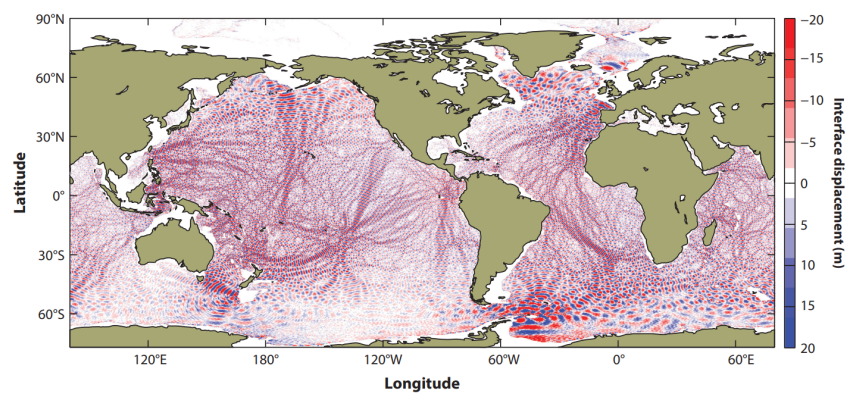 90°N
60°N
30°N
0°
30°S
60°S
Latitude
120°E
180°
120°W
60°W
0°
60°E
Longitude
−20
−15
−10
−5
0
5
10
15
20
Interface displacement (m)